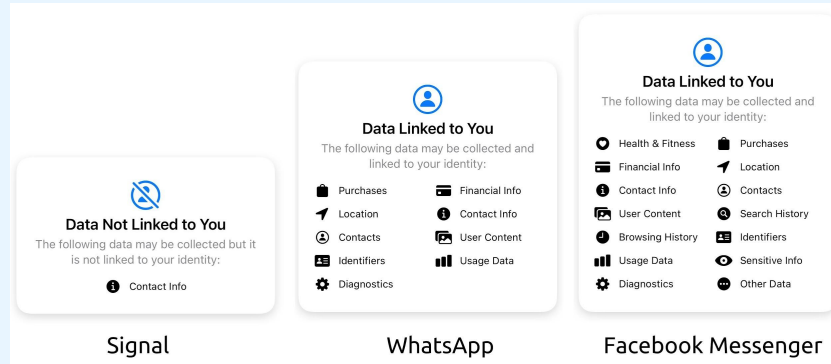 Data Not Linked to You
The following data may be collected but it
is not linked to your identity:
Contact Info
Signal
Data Linked to You
The following data may be collected and
linked to your identity:
Purchases
Financial Info
Location
Contact Info
Contacts
User Content
Identifiers
Usage Data
Diagnostics
WhatsApp
Data Linked to You
The following data may be collected and
linked to your identity:
Health & Fitness
Purchases
Financial Info
Location
Contact Info
Contacts
User Content
Search History
Browsing History
Identifiers
Usage Data
Sensitive Info
Diagnostics
Other Data
Facebook Messenger